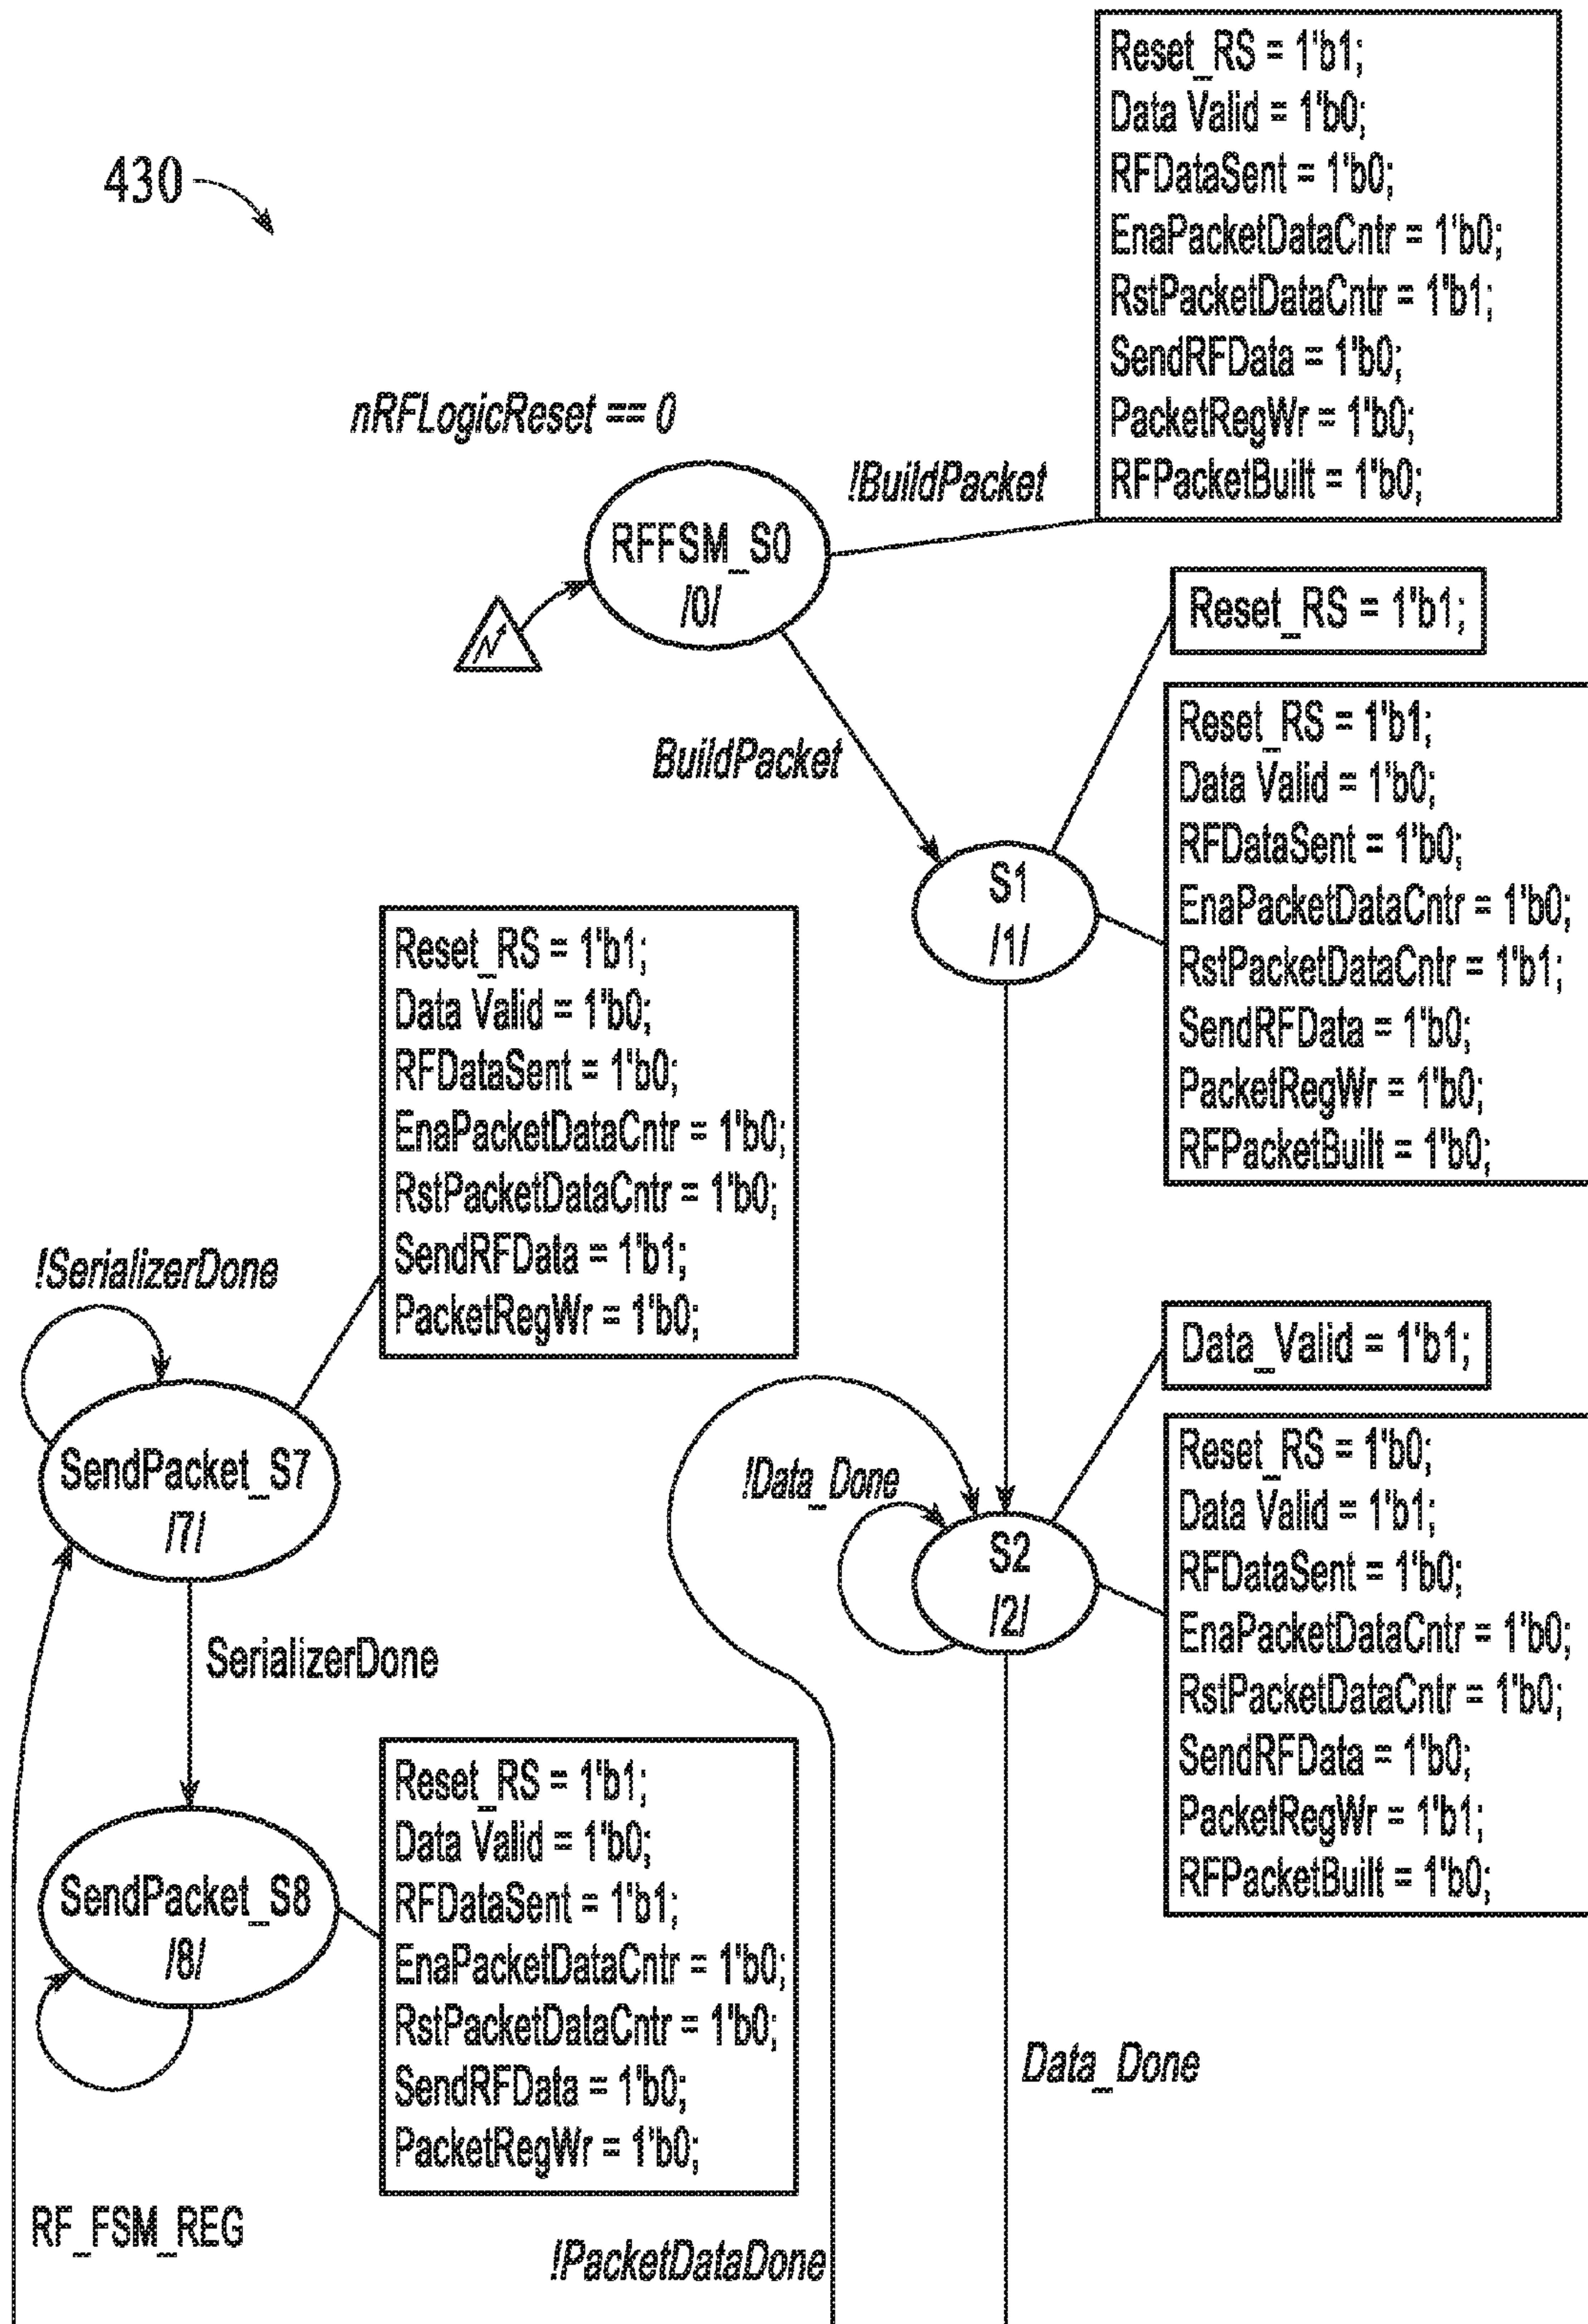 430
Reset_RS = 1'b1;
Data Valid = 1'b0;
RFDataSent = 1'b0;
EnaPacketDataCntr = 1'b0;
RstPacketDataCntr = 1'b1;
SendRFData = 1'b0;
PacketRegWr = 1'b0;
RFPacketBuilt = 1'b0;
nRFLogicReset == 0
!BuildPacket
RFFSM_S0
/0/
BuildPacket
Reset_RS = 1'b1;
S1
/1/
Reset_RS = 1'b1;
Data Valid = 1'b0;
RFDataSent = 1'b0;
EnaPacketDataCntr = 1'b0;
RstPacketDataCntr = 1'b1;
SendRFData = 1'b0;
PacketRegWr = 1'b0;
RFPacketBuilt = 1'b0;
Reset_RS = 1'b1;
Data Valid = 1'b0;
RFDataSent = 1'b0;
EnaPacketDataCntr = 1'b0;
RstPacketDataCntr = 1'b0;
SendRFData = 1'b1;
PacketRegWr = 1'b0;
!SerializerDone
SendPacket_S7
/7/
SerializerDone
!Data_Done
S2
/2/
Data_Valid = 1'b1;
Reset_RS = 1'b0;
Data Valid = 1'b1;
RFDataSent = 1'b0;
EnaPacketDataCntr = 1'b0;
RstPacketDataCntr = 1'b0;
SendRFData = 1'b0;
PacketRegWr = 1'b1;
RFPacketBuilt = 1'b0;
SendPacket_S8
/8/
Reset_RS = 1'b1;
Data Valid = 1'b0;
RFDataSent = 1'b1;
EnaPacketDataCntr = 1'b0;
RstPacketDataCntr = 1'b0;
SendRFData = 1'b0;
PacketRegWr = 1'b0;
Data_Done
RF_FSM_REG
!PacketDataDone